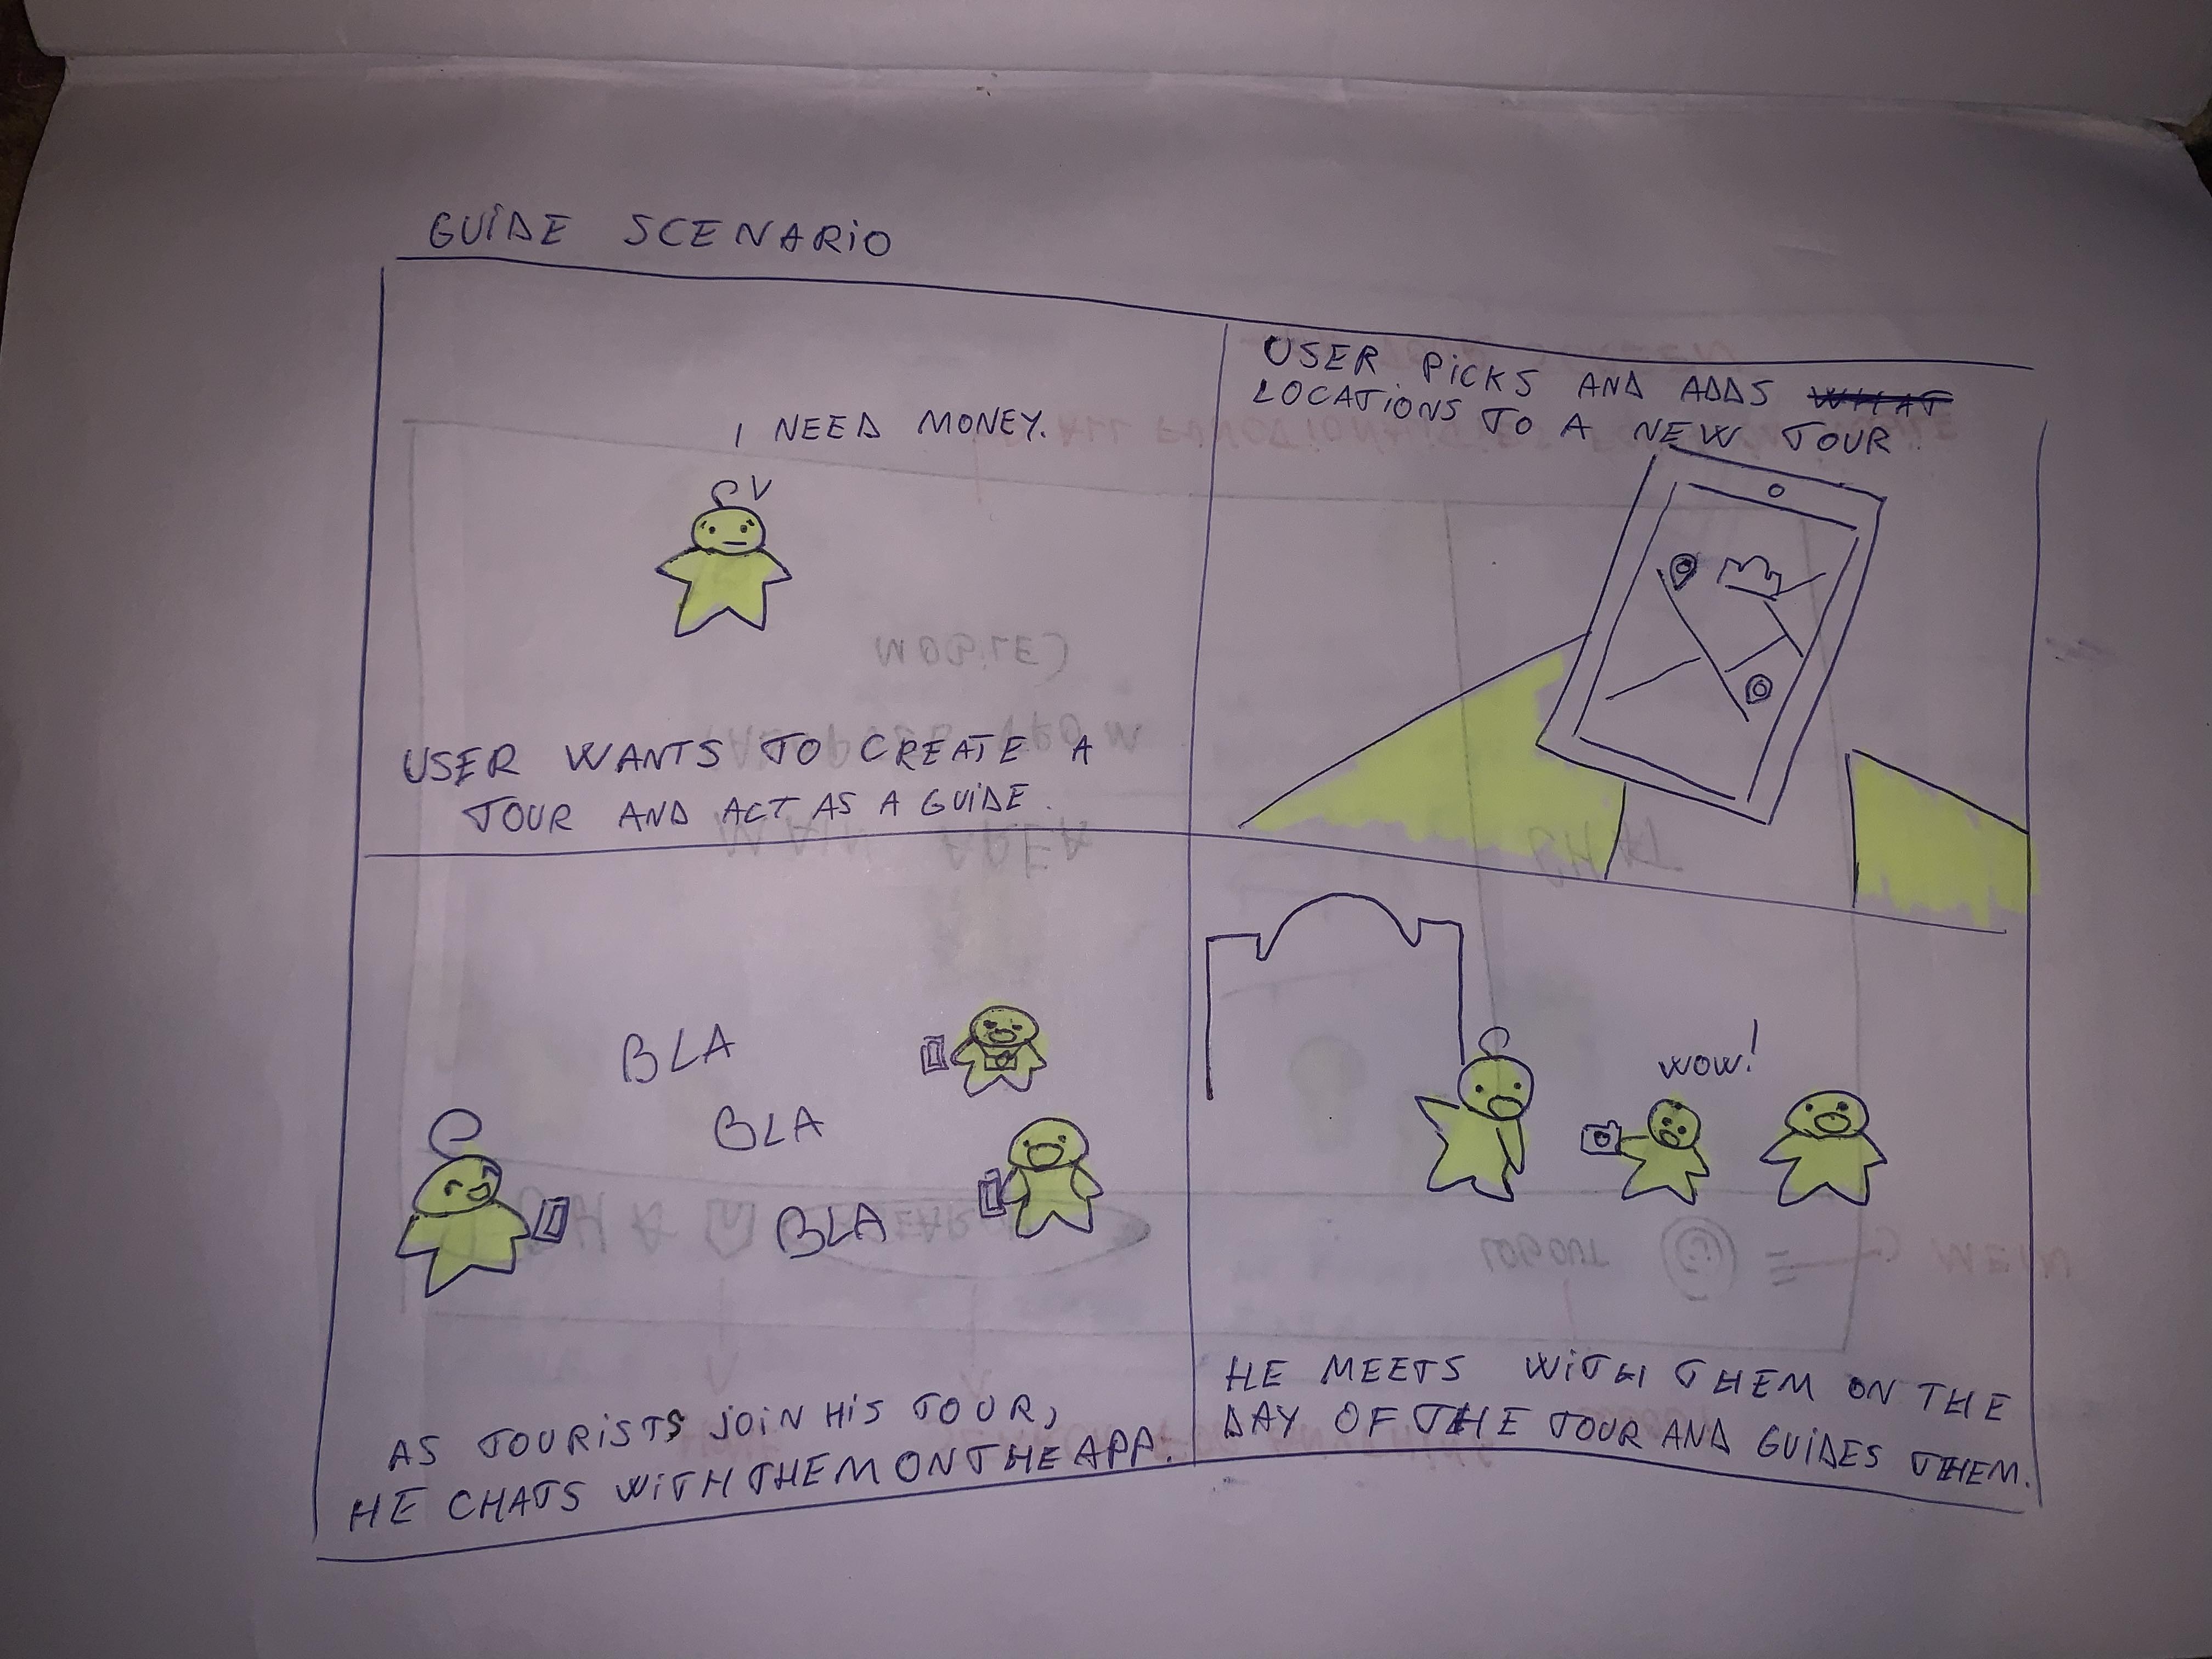 GUIDE SCENARIO
I NEED MONEY.
USER WANTS TO CREATE A
TOUR AND ACT AS A GUIDE.
USER PICKS AND ADDS WHAT
LOCATIONS TO A NEW TOUR.
BLA
BLA
BLA
AS TOURISTS JOIN HIS TOUR,
HE CHATS WITH THEM ON THE APP.
WOW!
HE MEETS WITH THEM ON THE
DAY OF THE TOUR AND GUIDES THEM.